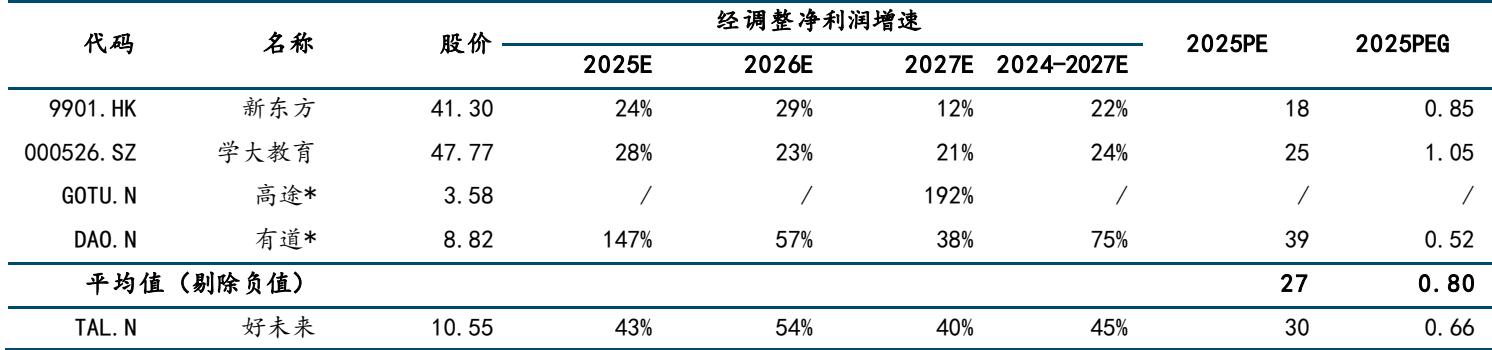 代码 名称 股价 经调整净利润增速 2025PE 2025PEG
2025E 2026E 2027E 2024-2027E
9901.HK 新东方 41.30 24% 29% 12% 22% 18 0.85
000526.SZ 学大教育 47.77 28% 23% 21% 24% 25 1.05
GOTU.N 高途* 3.58 / / 192% / / /
DAO.N 有道* 8.82 147% 57% 38% 75% 39 0.52
平均值（剔除负值） 27 0.80
TAL.N 好未来 10.55 43% 54% 40% 45% 30 0.66